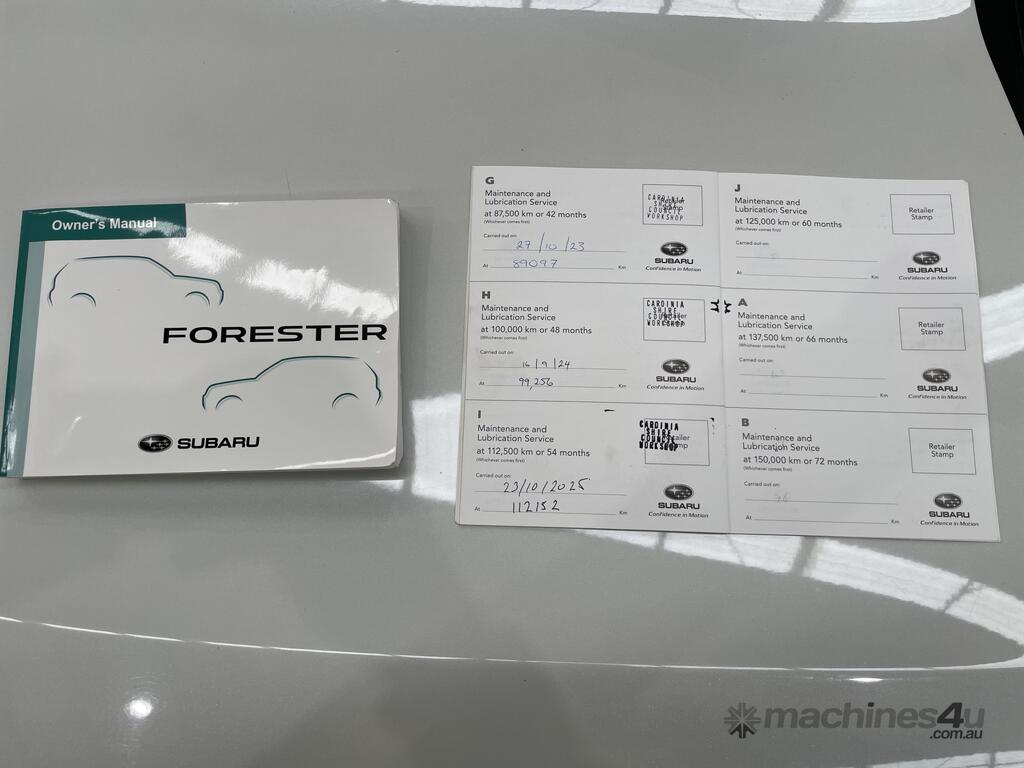 Owner's Manual
FORESTER
SUBARU
G
Maintenance and
Lubrication Service
at 87,500 km or 42 months
(Whichever comes first)
Carried out on:
27/10/23
At 89097 Km
CARDINIA
SHIRE
COUNCIL
WORKSHOP
SUBARU
Confidence in Motion
H
Maintenance and
Lubrication Service
at 100,000 km or 48 months
(Whichever comes first)
Carried out on:
16/9/24
At 99,256 Km
CARDINIA
SHIRE
COUNCIL
WORKSHOP
SUBARU
Confidence in Motion
I
Maintenance and
Lubrication Service
at 112,500 km or 54 months
(Whichever comes first)
Carried out on:
23/10/2025
At 112152 Km
CARDINIA
SHIRE
COUNCIL
WORKSHOP
SUBARU
Confidence in Motion
J
Maintenance and
Lubrication Service
at 125,000 km or 60 months
(Whichever comes first)
Carried out on:
At Km
Retailer
Stamp
SUBARU
Confidence in Motion
A
Maintenance and
Lubrication Service
at 137,500 km or 66 months
(Whichever comes first)
Carried out on:
At Km
Retailer
Stamp
SUBARU
Confidence in Motion
B
Maintenance and
Lubrication Service
at 150,000 km or 72 months
(Whichever comes first)
Carried out on:
At Km
Retailer
Stamp
SUBARU
Confidence in Motion
machines4u
.com.au